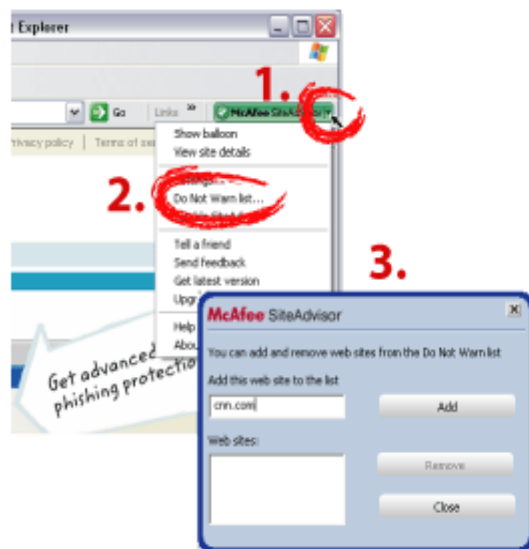 t Explorer
1.
Go
Links »
McAfee SiteAdvisor
rivacy policy | Terms of
Show balloon
View site details
2.
Do Not Warn list...
Tell a friend
Send feedback
Get latest version
3.
Help
Get advanced
phishing protectio
McAfee SiteAdvisor
You can add and remove web sites from the Do Not Warn list
Add this web site to the list
cnn.com
Add
Web sites:
Remove
Close